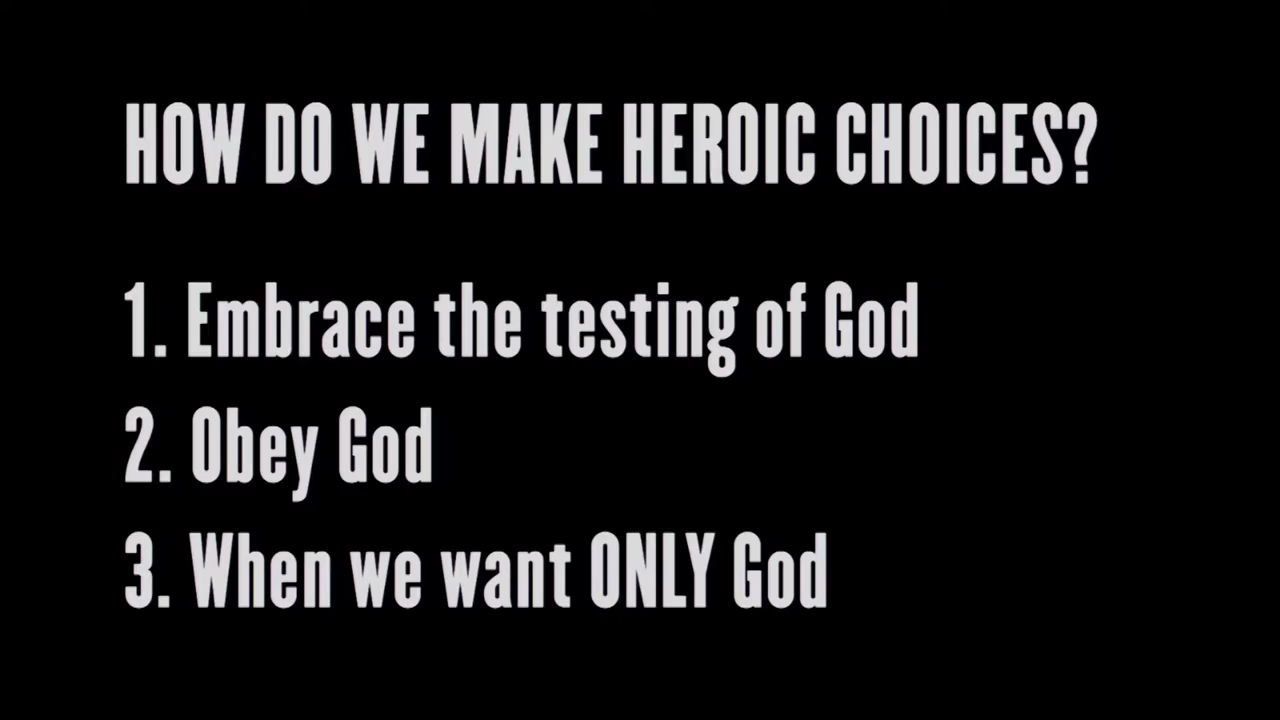 HOW DO WE MAKE HEROIC CHOICES?
1. Embrace the testing of God
2. Obey God
3. When we want ONLY God